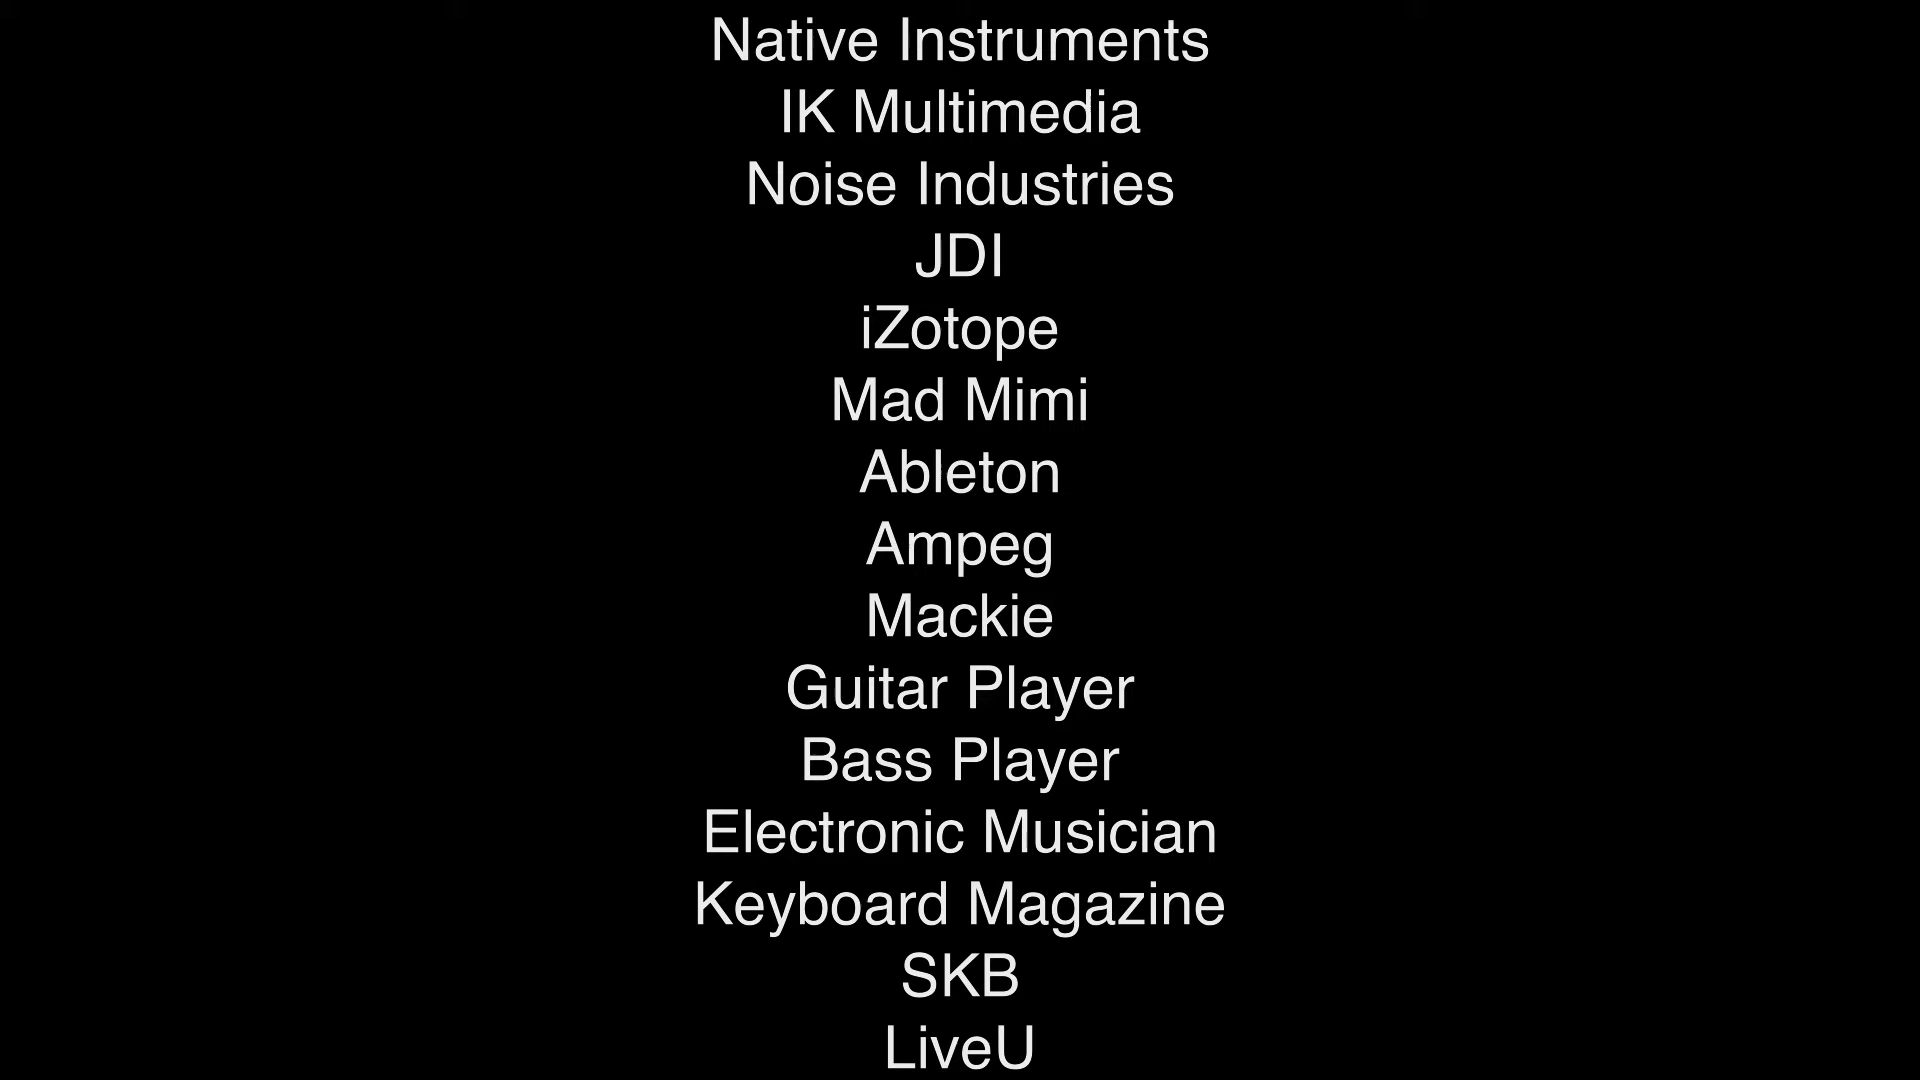 Native Instruments
IK Multimedia
Noise Industries
JDI
iZotope
Mad Mimi
Ableton
Ampeg
Mackie
Guitar Player
Bass Player
Electronic Musician
Keyboard Magazine
SKB
LiveU